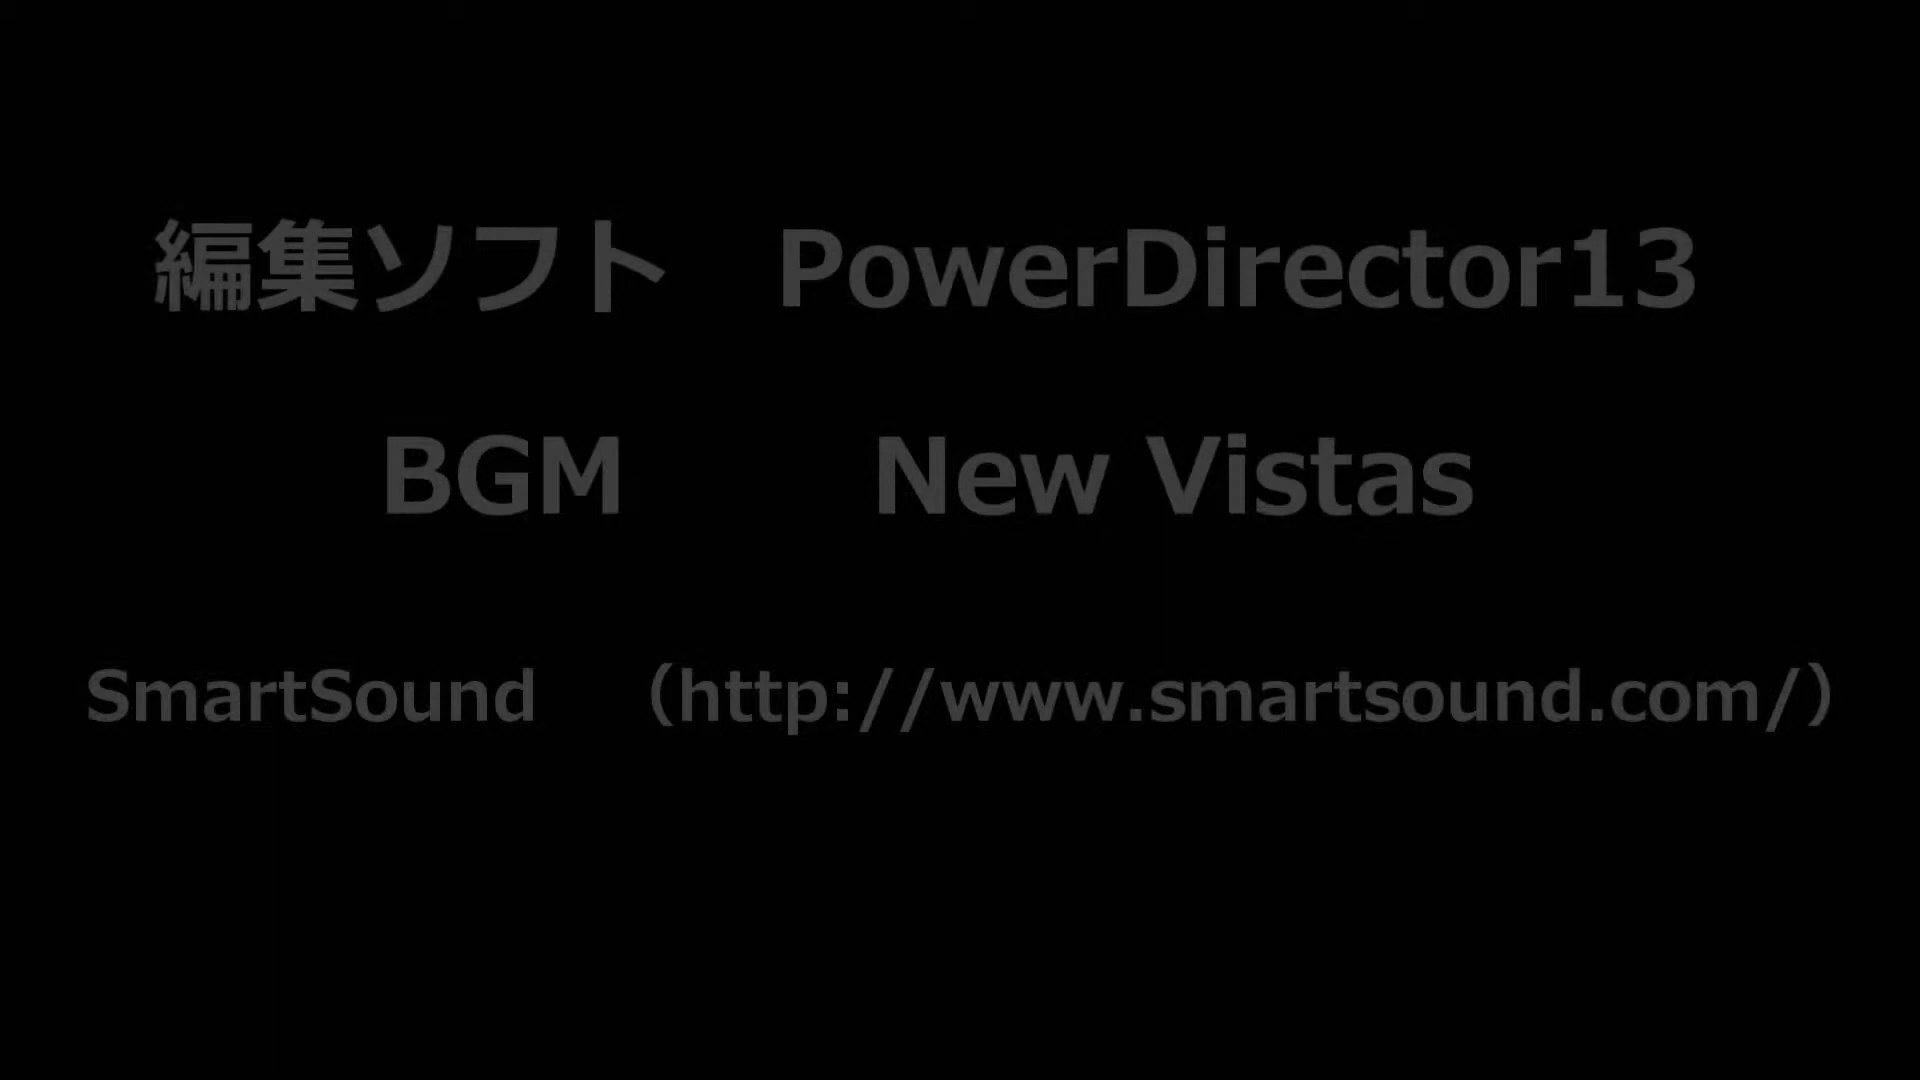 編集ソフト　PowerDirector13
BGM　　New Vistas
SmartSound　（http://www.smartsound.com/）